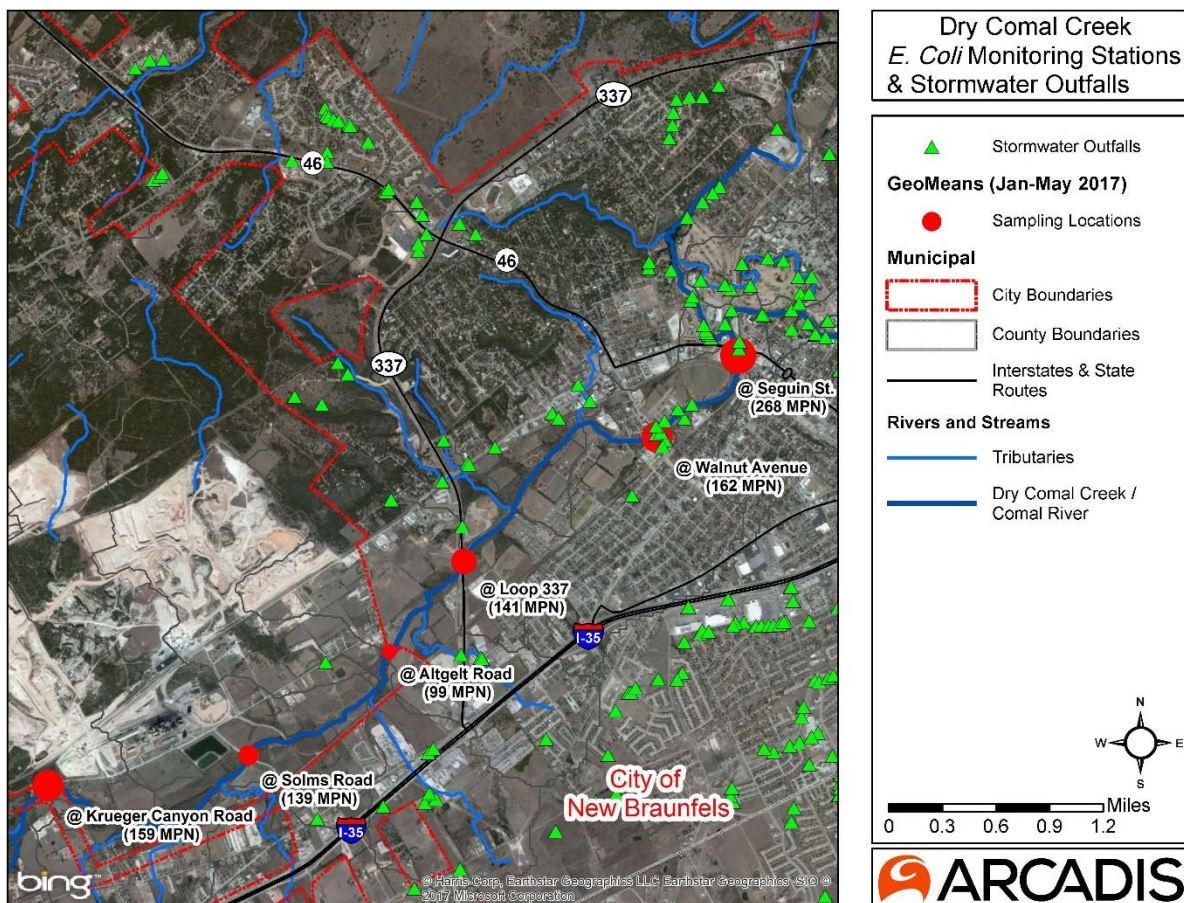 Dry Comal Creek
E. Coli Monitoring Stations
& Stormwater Outfalls
Stormwater Outfalls
GeoMeans (Jan-May 2017)
Sampling Locations
Municipal
City Boundaries
County Boundaries
Interstates & State
Routes
Rivers and Streams
Tributaries
Dry Comal Creek /
Comal River
N
W
E
S
Miles
0 0.3 0.6 0.9 1.2
ARCADIS
337
46
46
337
@ Seguin St.
(268 MPN)
@ Walnut Avenue
(162 MPN)
@ Loop 337
(141 MPN)
I-35
@ Altgelt Road
(99 MPN)
@ Solms Road
(139 MPN)
@ Krueger Canyon Road
(159 MPN)
City of
New Braunfels
I-35
bing™
© Harris Corp, Earthstar Geographics LLC Earthstar Geographics SIO ©
2017 Microsoft Corporation